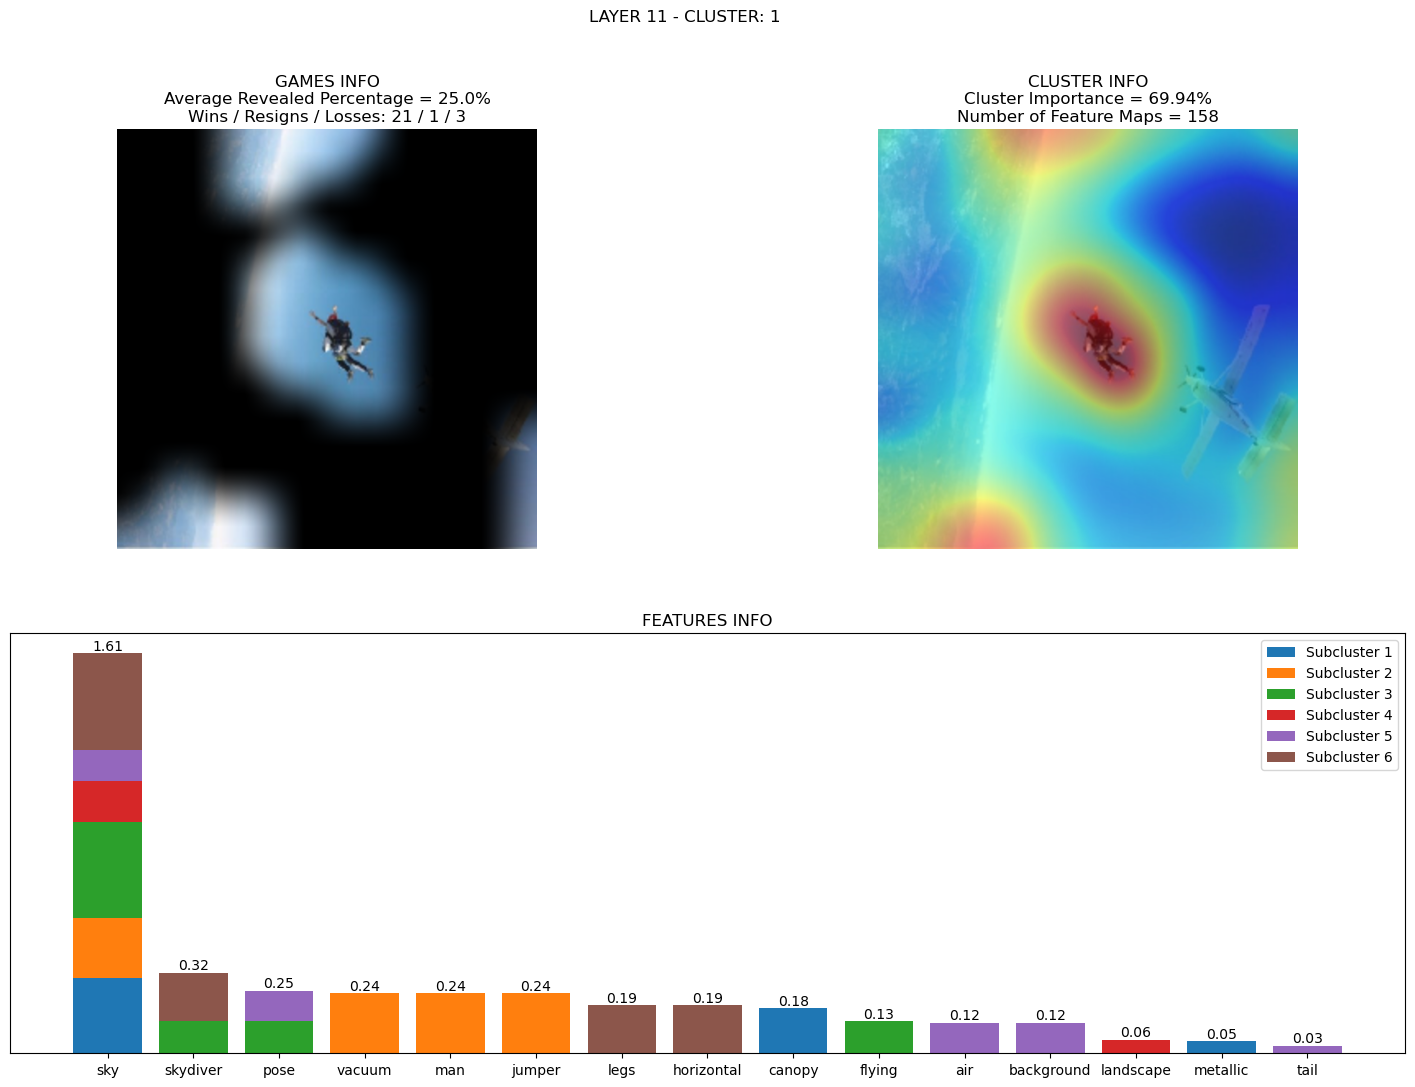 LAYER 11 - CLUSTER: 1
GAMES INFO
Average Revealed Percentage = 25.0%
Wins / Resigns / Losses: 21 / 1 / 3
CLUSTER INFO
Cluster Importance = 69.94%
Number of Feature Maps = 158
FEATURES INFO
1.61
0.32
0.25
0.24
0.24
0.24
0.19
0.19
0.18
0.13
0.12
0.12
0.06
0.05
0.03
Subcluster 1
Subcluster 2
Subcluster 3
Subcluster 4
Subcluster 5
Subcluster 6
sky skydiver pose vacuum man jumper legs horizontal canopy flying air background landscape metallic tail